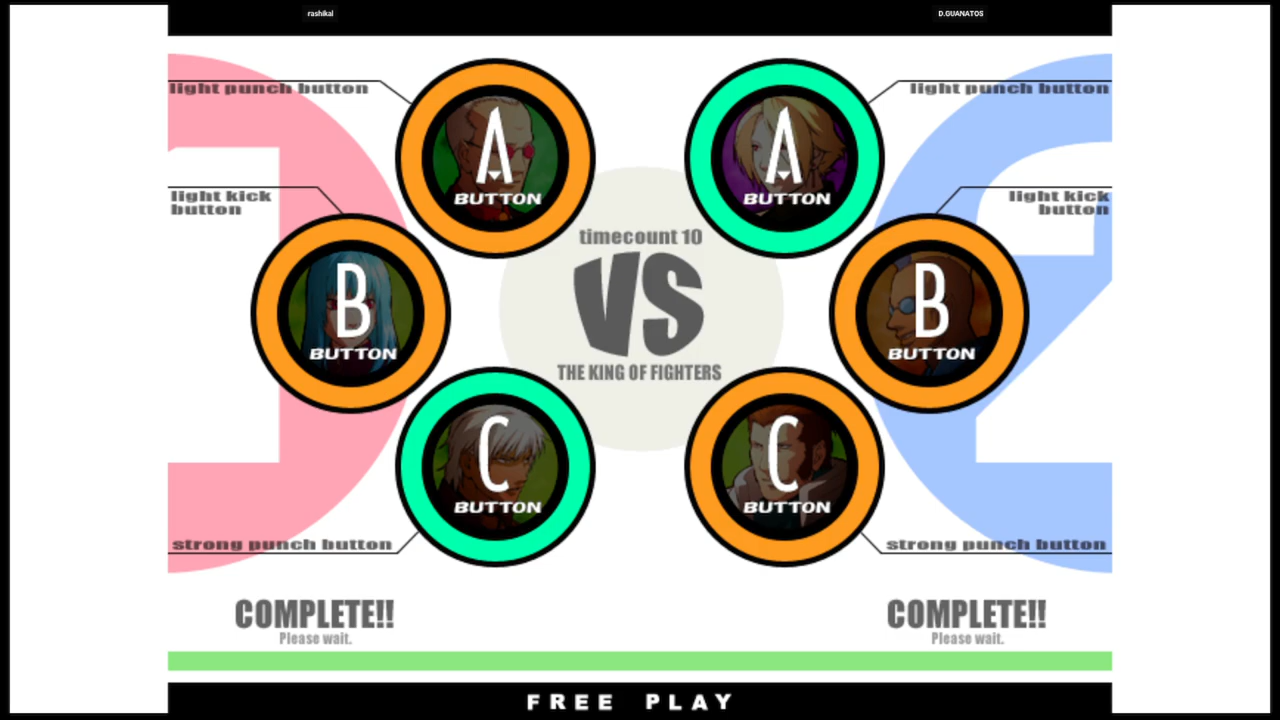 rashikal
D.GUANATOS
light punch button
light punch button
A
BUTTON
A
BUTTON
light kick
button
light kick
button
B
BUTTON
B
BUTTON
timecount 10
VS
THE KING OF FIGHTERS
C
BUTTON
C
BUTTON
strong punch button
strong punch button
COMPLETE!!
Please wait.
COMPLETE!!
Please wait.
FREE PLAY